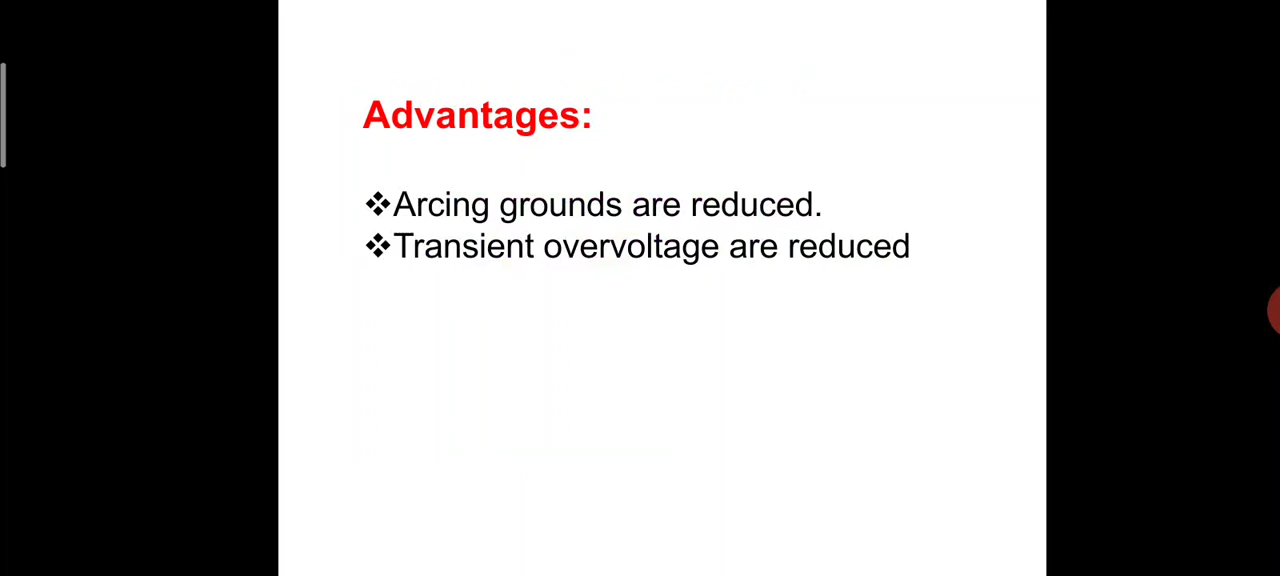 Advantages:
❖Arcing grounds are reduced.
❖Transient overvoltage are reduced